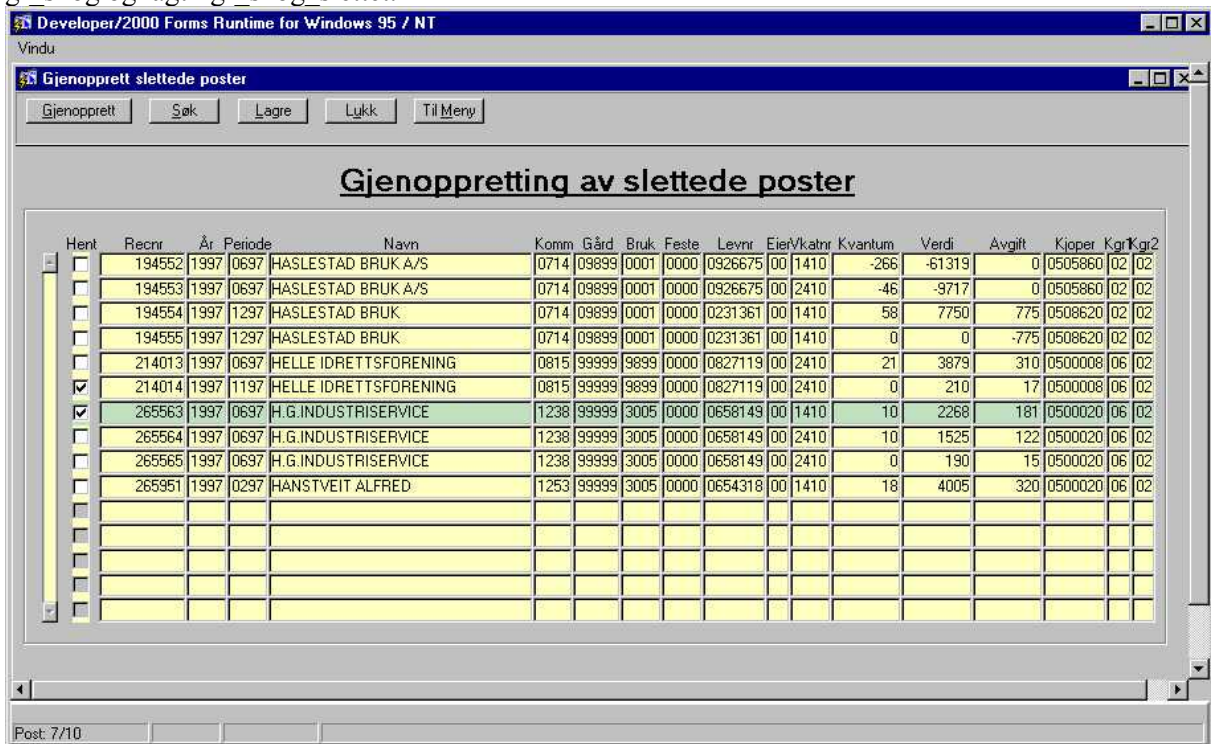 Developer/2000 Forms Runtime for Windows 95 / NT
Vindu
Gjenopprett slettede poster
Gjenopprett Søk Lagre Lukk Til Meny
Gjenoppretting av slettede poster
Hent Recnr År Periode Navn Komm Gård Bruk Feste Levnr Eier Vkatnr Kvantum Verdi Avgift Kjoper Kgr1 Kgr2
194552 1997 0697 HASLESTAD BRUK A/S 0714 09899 0001 0000 0926675 00 1410 -266 -61319 0 0505860 02 02
194553 1997 0697 HASLESTAD BRUK A/S 0714 09899 0001 0000 0926675 00 2410 -46 -9717 0 0505860 02 02
194554 1997 1297 HASLESTAD BRUK 0714 09899 0001 0000 0231361 00 1410 58 7750 775 0508620 02 02
194555 1997 1297 HASLESTAD BRUK 0714 09899 0001 0000 0231361 00 1410 0 0 -775 0508620 02 02
214013 1997 0697 HELLE IDRETTSFORENING 0815 99999 9899 0000 0827119 00 2410 21 3879 310 0500008 06 02
214014 1997 1197 HELLE IDRETTSFORENING 0815 99999 9899 0000 0827119 00 2410 0 210 17 0500008 06 02
265563 1997 0697 H.G.INDUSTRISERVICE 1238 99999 3005 0000 0658149 00 1410 10 2268 181 0500020 06 02
265564 1997 0697 H.G.INDUSTRISERVICE 1238 99999 3005 0000 0658149 00 2410 10 1525 122 0500020 06 02
265565 1997 0697 H.G.INDUSTRISERVICE 1238 99999 3005 0000 0658149 00 2410 0 190 15 0500020 06 02
265951 1997 0297 HANSTVEIT ALFRED 1253 99999 3005 0000 0654318 00 1410 18 4005 320 0500020 06 02
Post: 7/10